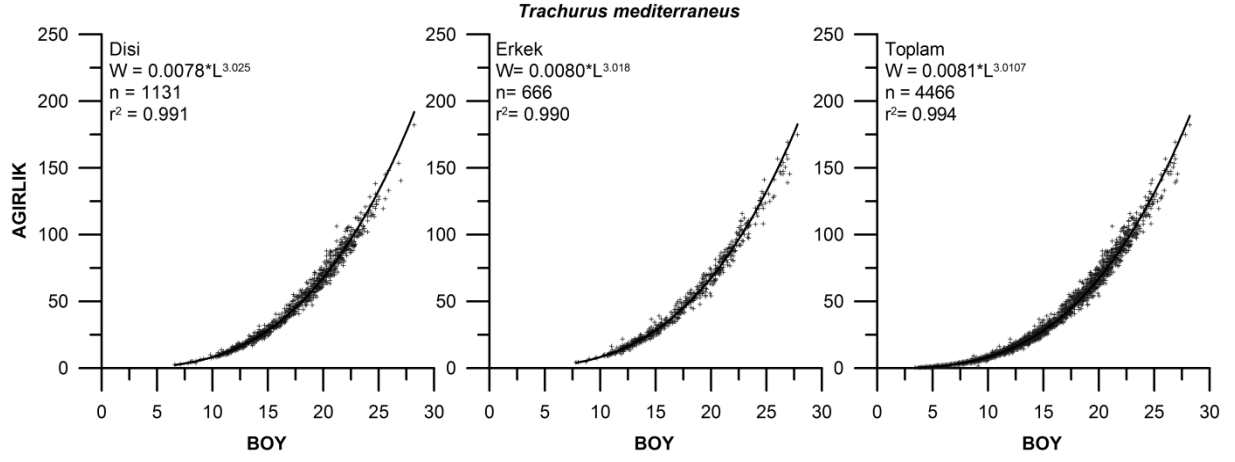 Trachurus mediterraneus
250
200
150
100
50
0
AGIRLIK
Disi
W = 0.0078*L^3.025
n = 1131
r² = 0.991
0 5 10 15 20 25 30
BOY
250
200
150
100
50
0
Erkek
W= 0.0080*L^3.018
n= 666
r²= 0.990
0 5 10 15 20 25 30
BOY
250
200
150
100
50
0
Toplam
W = 0.0081*L^3.0107
n = 4466
r²= 0.994
0 5 10 15 20 25 30
BOY